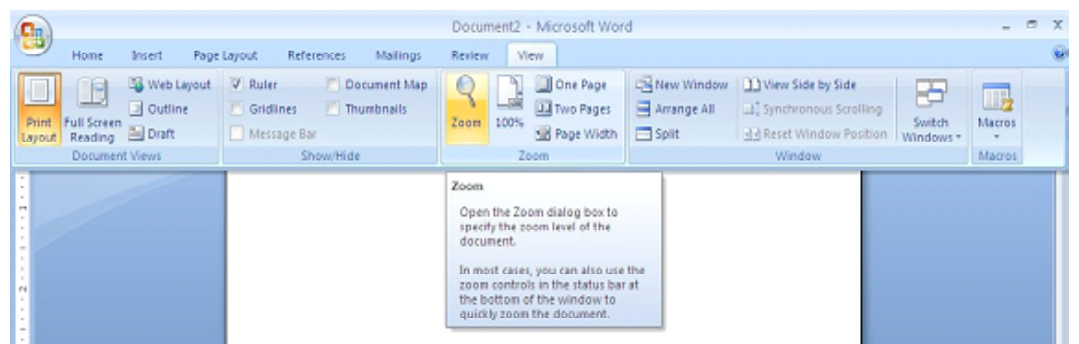 Document2 - Microsoft Word
Home Insert Page Layout References Mailings Review View
Print Layout
Full Screen Reading
Web Layout
Outline
Draft
Document Views
Ruler
Gridlines
Message Bar
Document Map
Thumbnails
Show/Hide
Zoom
100%
One Page
Two Pages
Page Width
Zoom
New Window
Arrange All
Split
View Side by Side
Synchronous Scrolling
Reset Window Position
Switch Windows
Window
Macros
Macros
Zoom
Open the Zoom dialog box to
specify the zoom level of the
document.
In most cases, you can also use the
zoom controls in the status bar at
the bottom of the window to
quickly zoom the document.
1
2